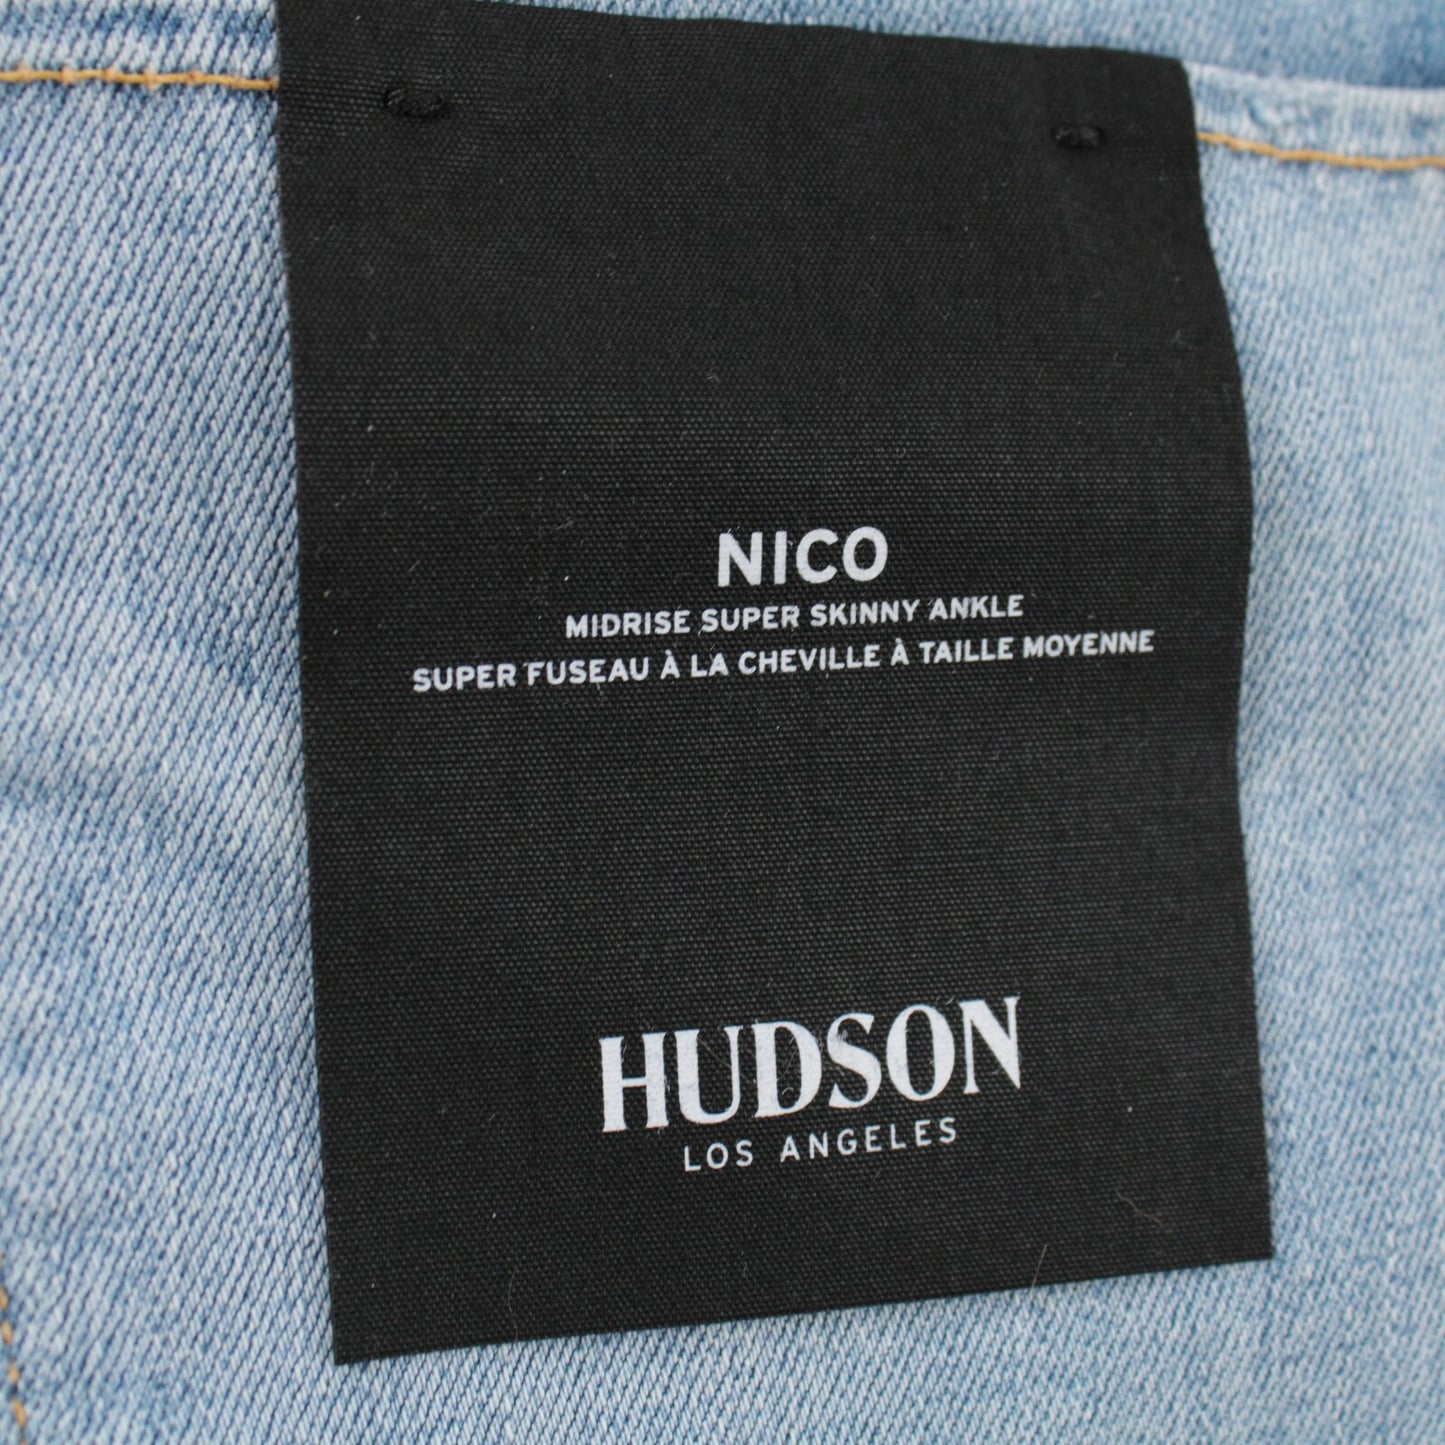 NICO
MIDRISE SUPER SKINNY ANKLE
SUPER FUSEAU À LA CHEVILLE À TAILLE MOYENNE
HUDSON
LOS ANGELES